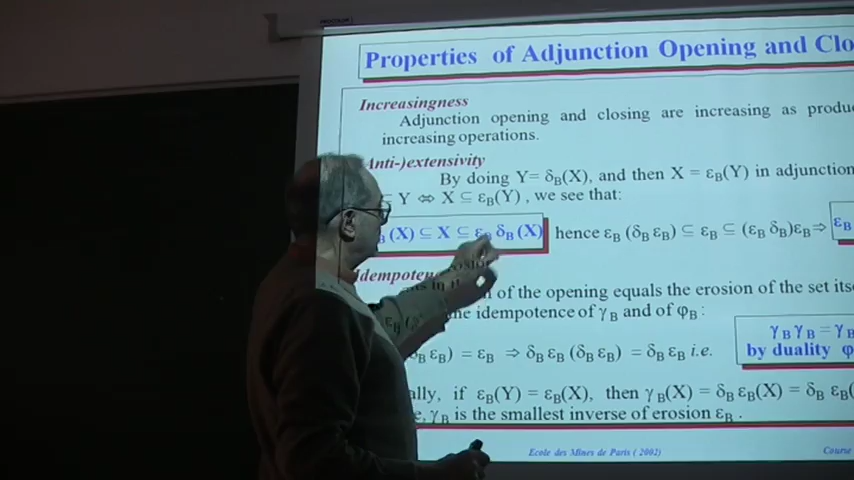 Properties of Adjunction Opening and Clo
Increasingness
Adjunction opening and closing are increasing as produ
increasing operations.
Anti-)extensivity
By doing Y= δB(X), and then X = εB(Y) in adjunction
⊆ Y ⇔ X ⊆ εB(Y) , we see that:
B (X) ⊆ X ⊆ εB δB (X) hence εB (δB εB) ⊆ εB ⊆ (εB δB)εB⇒ εB
Idempotenc
of the opening equals the erosion of the set itse
he idempotence of γB and of φB :
γB γB = γB
δB εB) = εB ⇒ δB εB (δB εB) = δB εB i.e. by duality φ
ally, if εB(Y) = εB(X), then γB(X) = δB εB(X) = δB εB(
e, γB is the smallest inverse of erosion εB .
Ecole des Mines de Paris ( 2002) Course